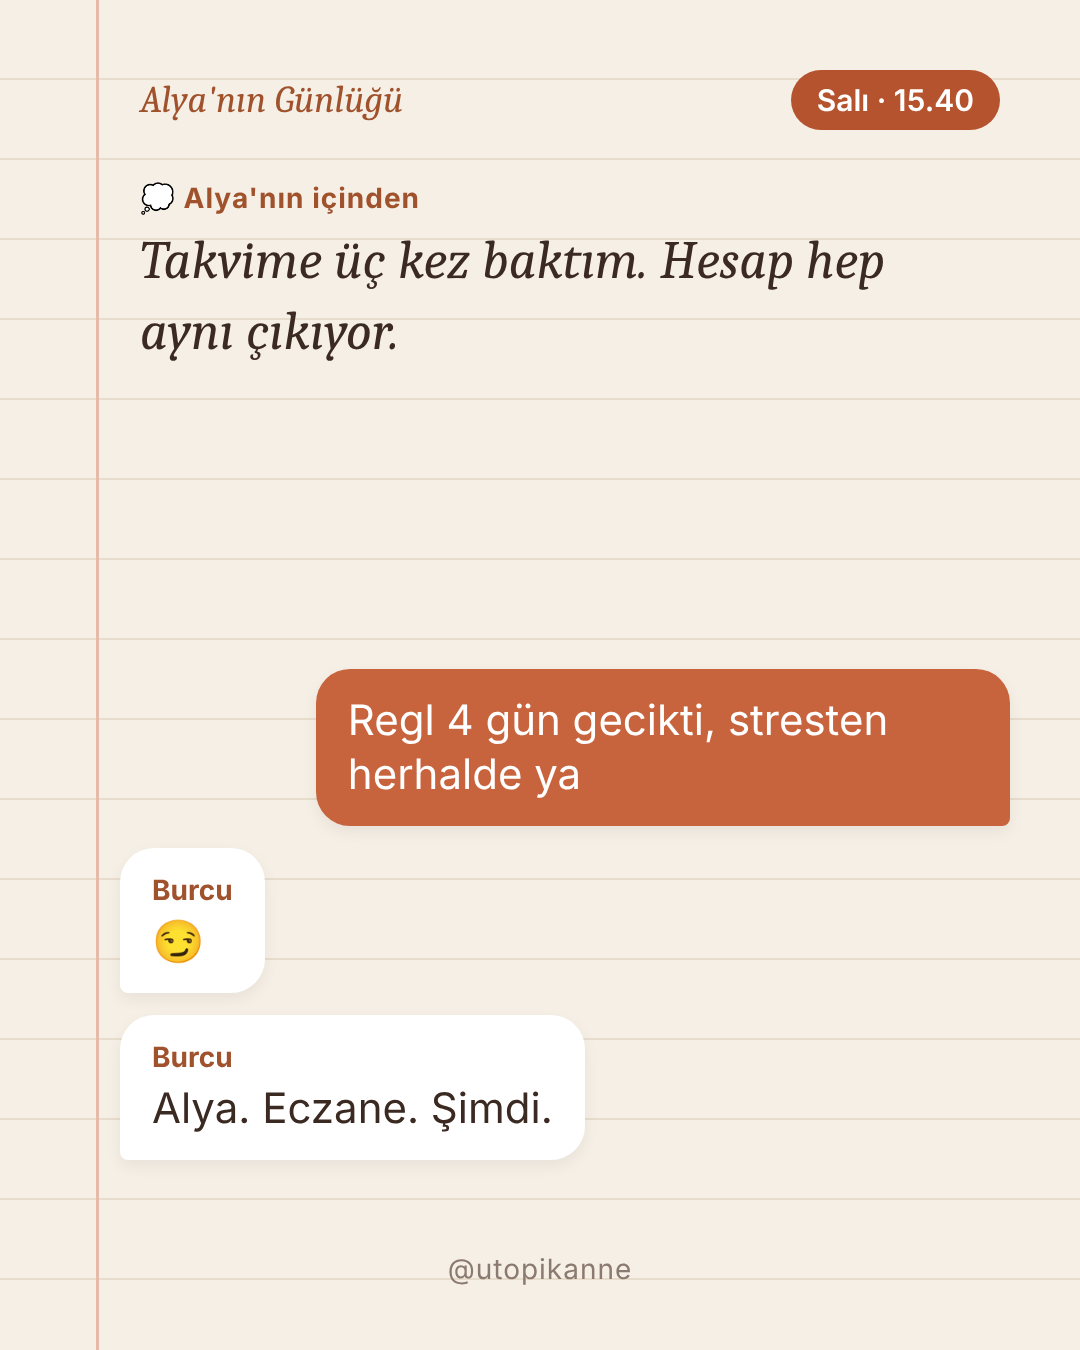 Alya'nın Günlüğü
Salı · 15.40
💭 Alya'nın içinden
Takvime üç kez baktım. Hesap hep
aynı çıkıyor.
Regl 4 gün gecikti, stresten
herhalde ya
Burcu
😏
Burcu
Alya. Eczane. Şimdi.
@utopikanne